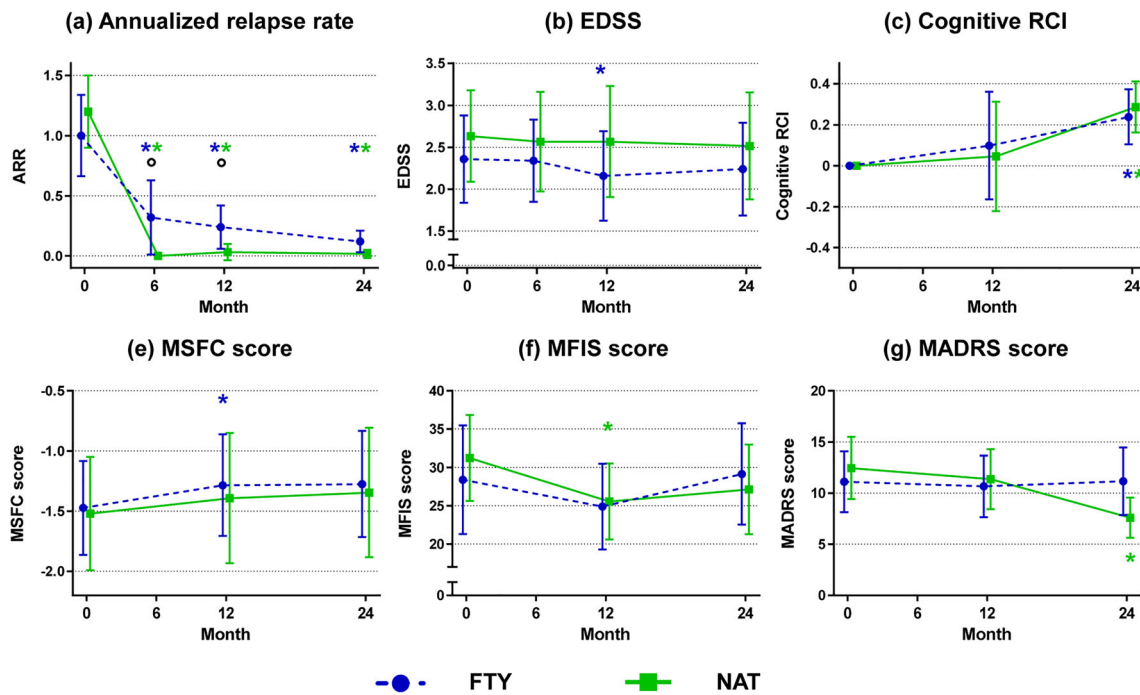 (a) Annualized relapse rate
1.5
1.0
0.5
0.0
ARR
* *
o
* *
o
* *
0 6 12 24
Month
(b) EDSS
3.5
3.0
2.5
2.0
1.5
0.0
EDSS
*
0 6 12 24
Month
(c) Cognitive RCI
0.4
0.2
0
-0.2
-0.4
Cognitive RCI
* *
0 6 12 24
Month
(e) MSFC score
-0.5
-1.0
-1.5
-2.0
MSFC score
*
0 6 12 24
Month
(f) MFIS score
40
35
30
25
20
0
MFIS score
*
0 6 12 24
Month
(g) MADRS score
20
15
10
5
0
MADRS score
*
0 6 12 24
Month
FTY NAT